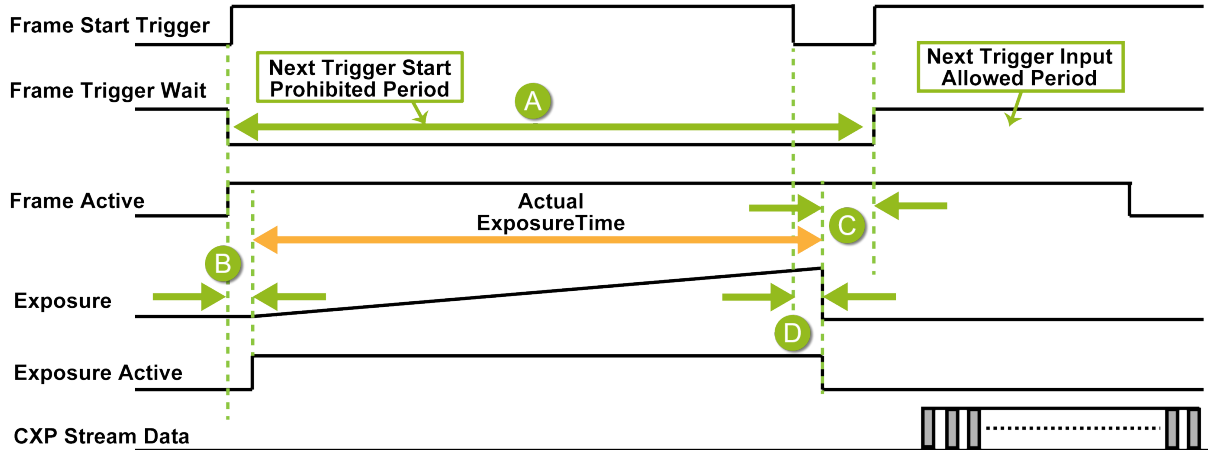 Frame Start Trigger
Next Trigger Start
Prohibited Period
Next Trigger Input
Allowed Period
Frame Trigger Wait
A
Frame Active
Actual
ExposureTime
C
B
Exposure
D
Exposure Active
CXP Stream Data